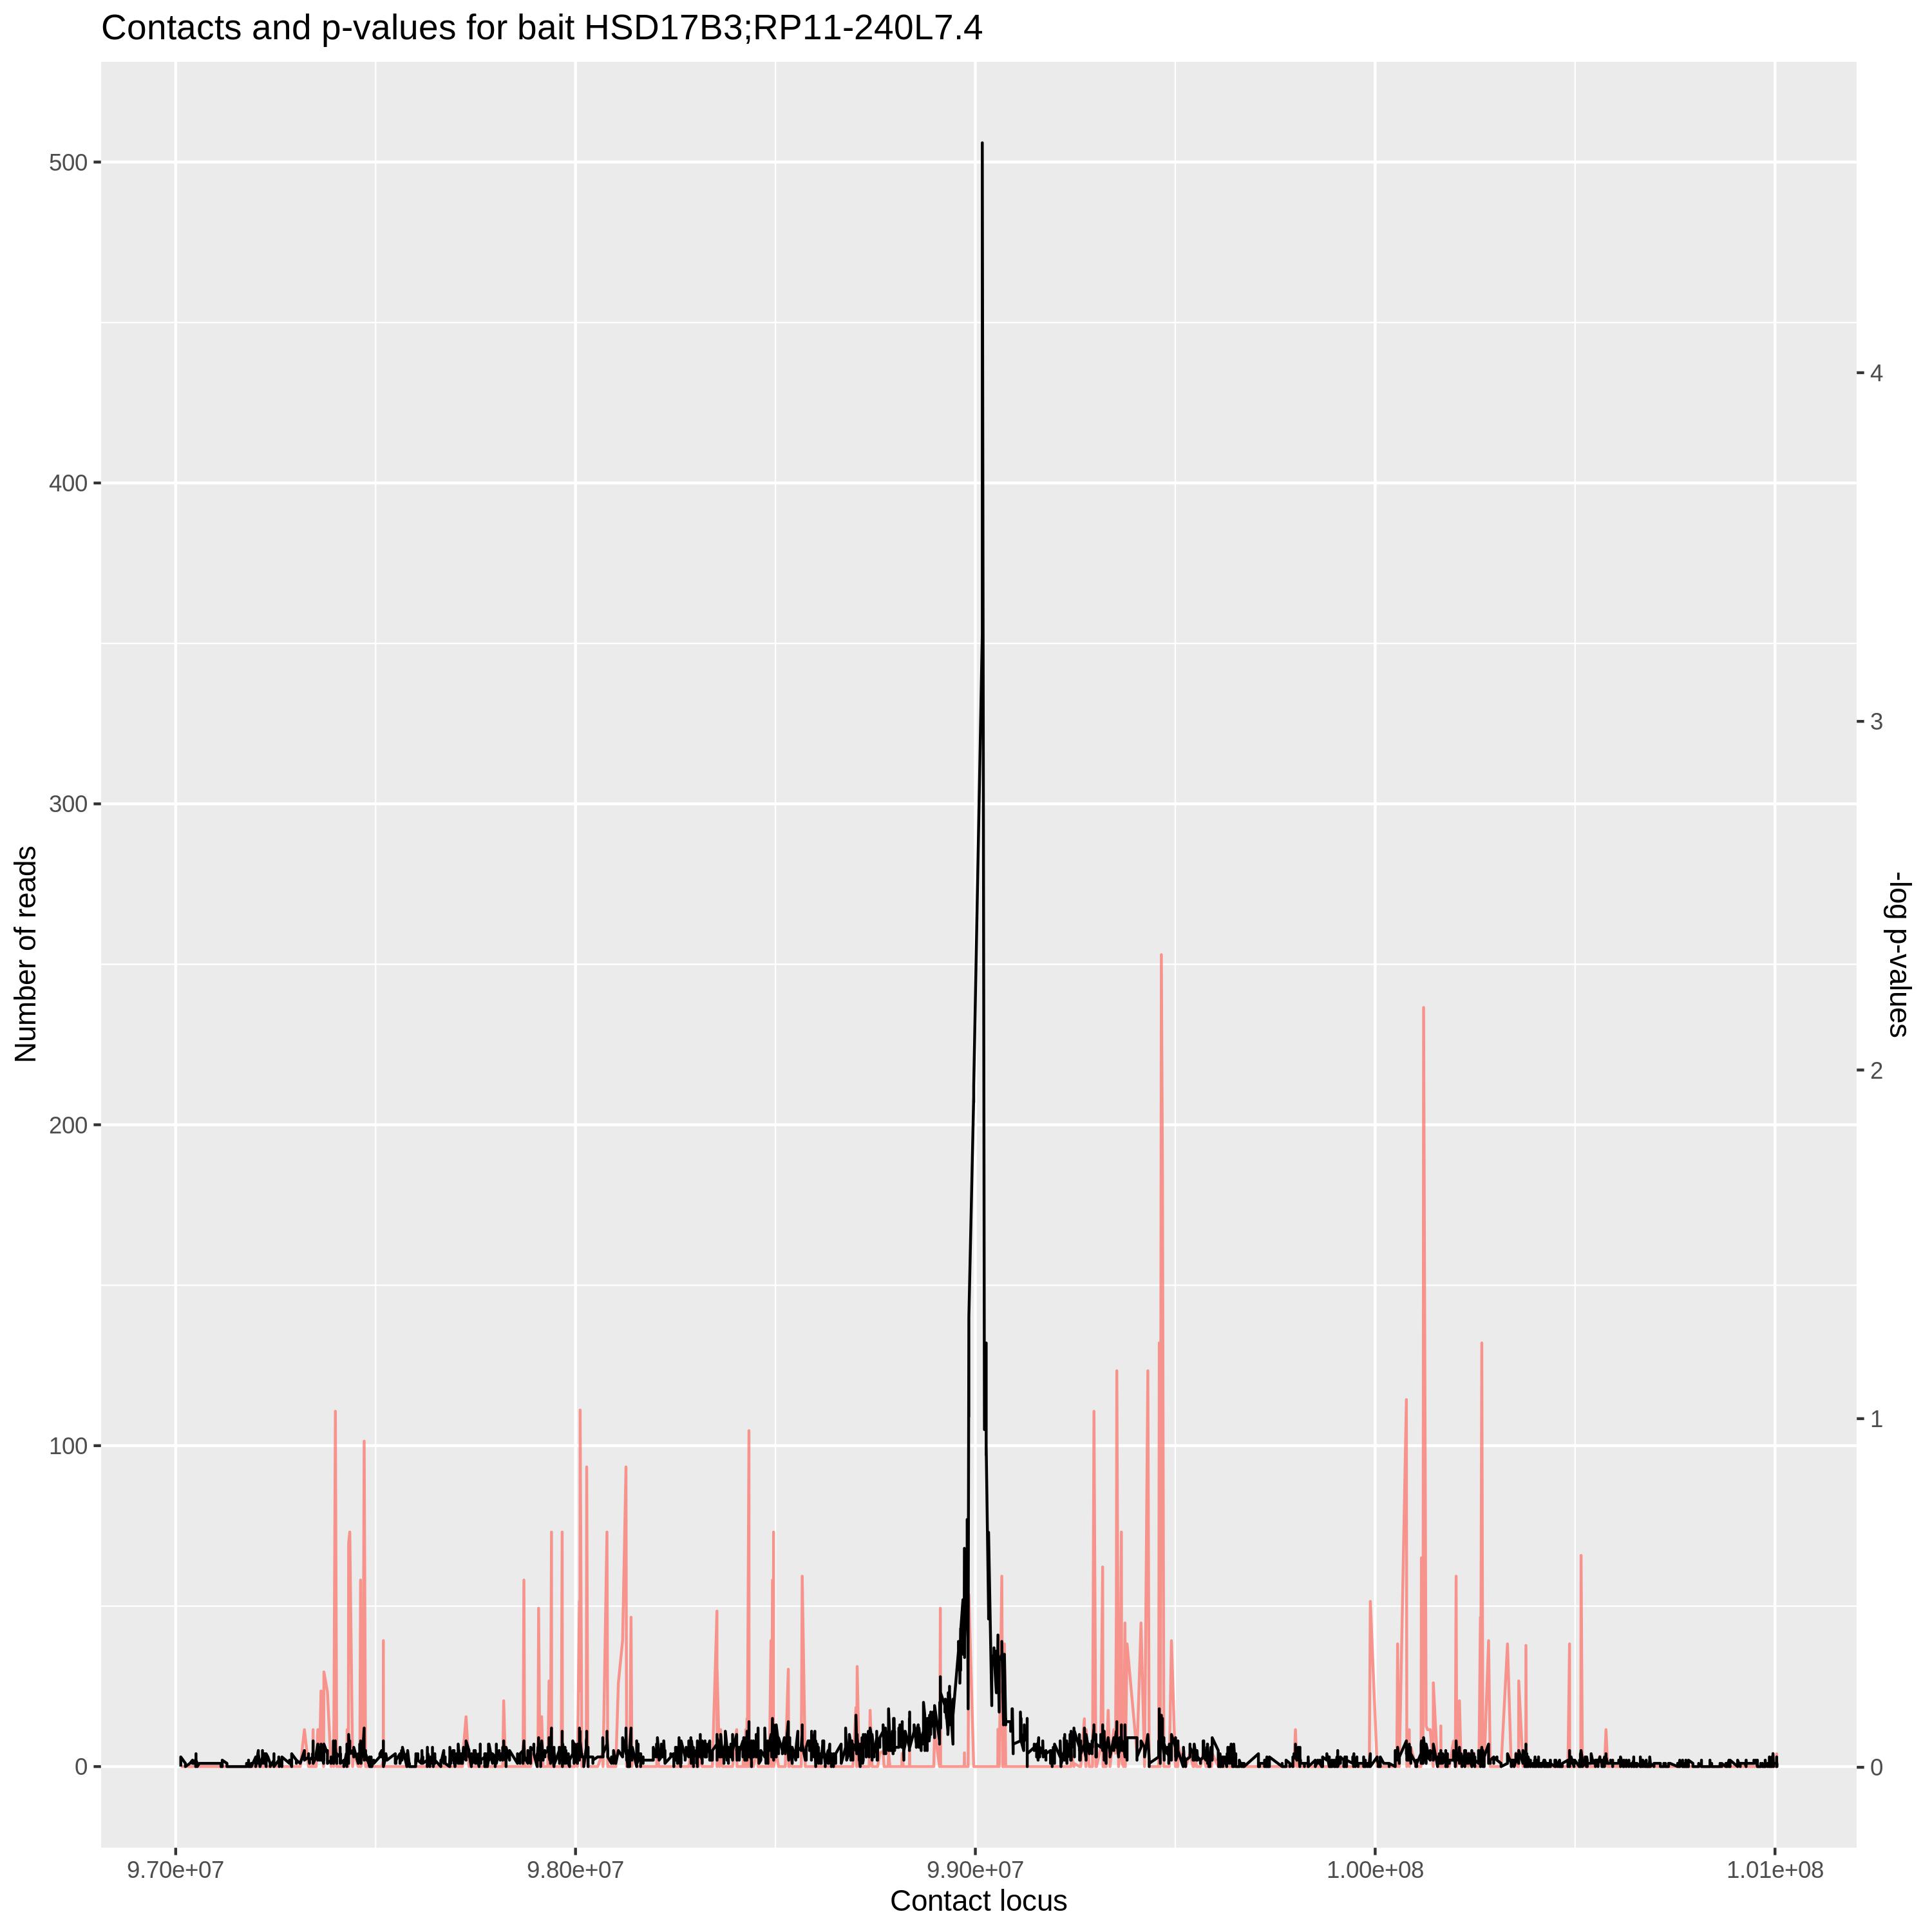 Contacts and p-values for bait HSD17B3;RP11-240L7.4
500
400
300
200
100
0
Number of reads
4
3
2
1
0
-log p-values
9.70e+07 9.80e+07 9.90e+07 1.00e+08 1.01e+08
Contact locus